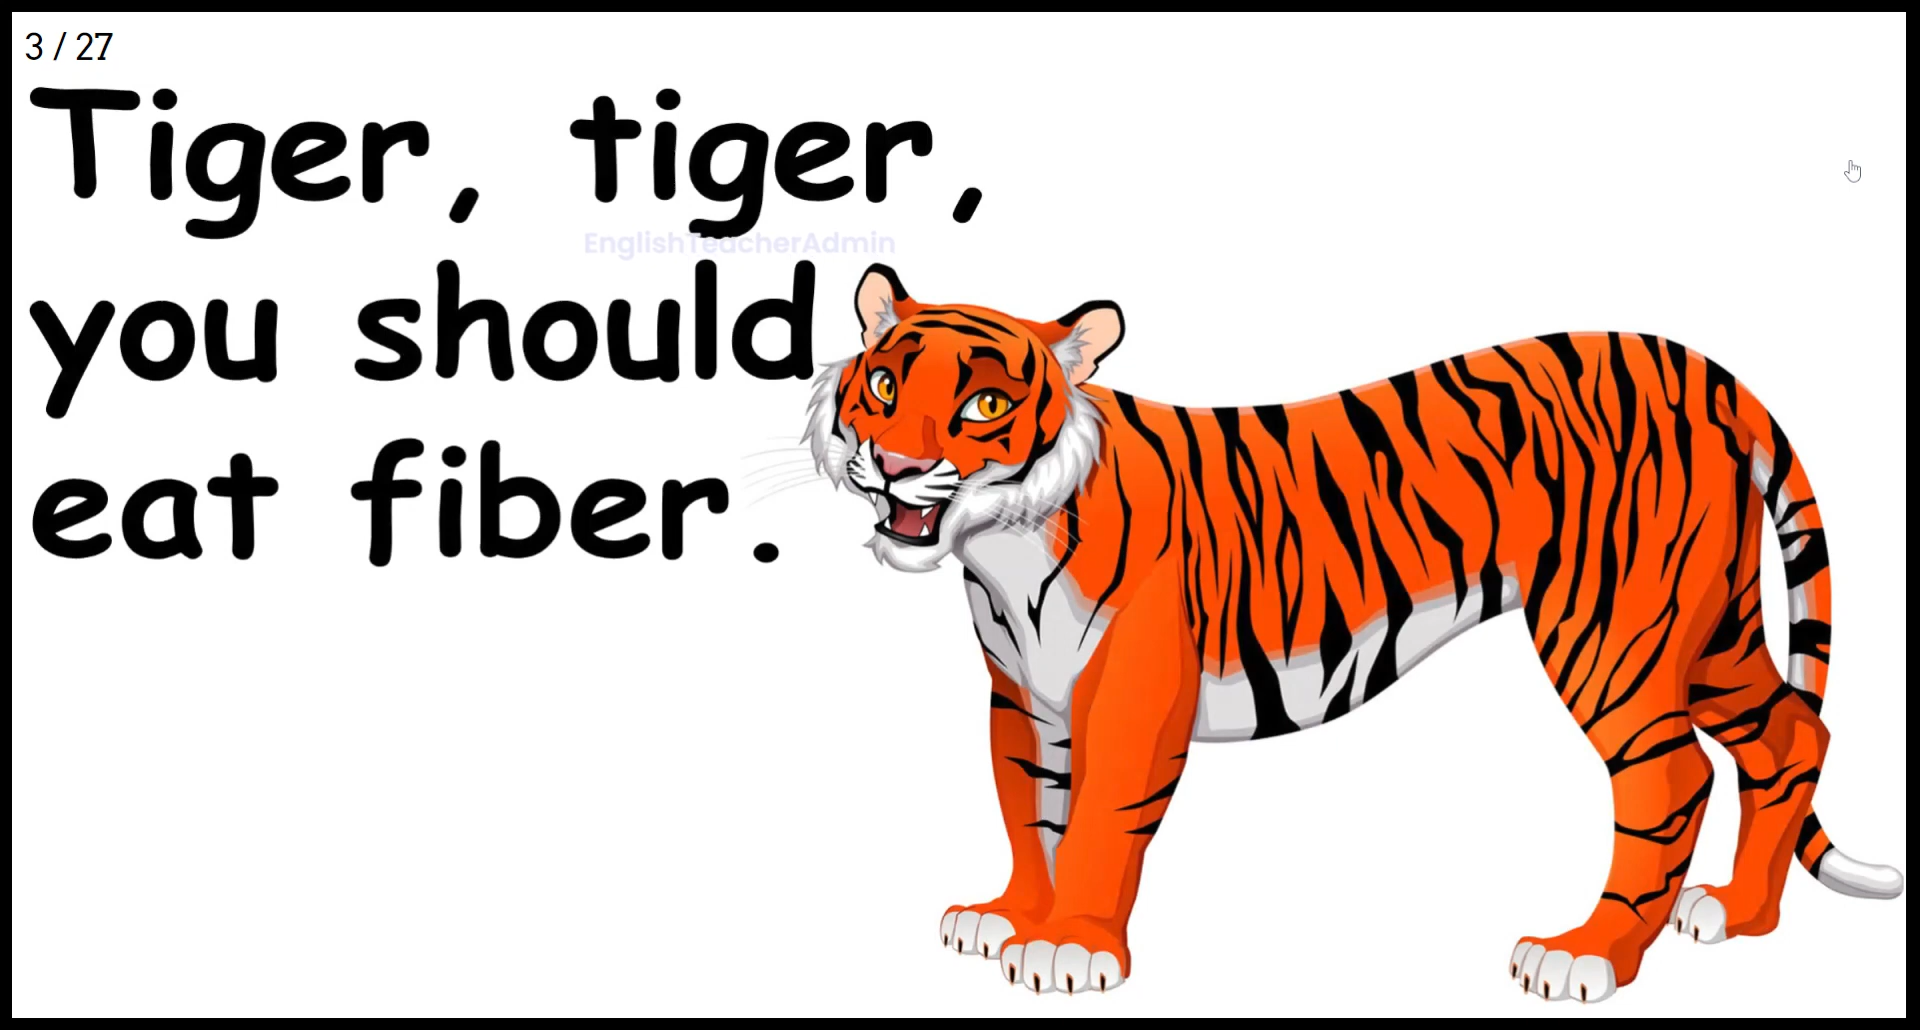 3 / 27
Tiger, tiger,
EnglishTeacherAdmin
you should
eat fiber.